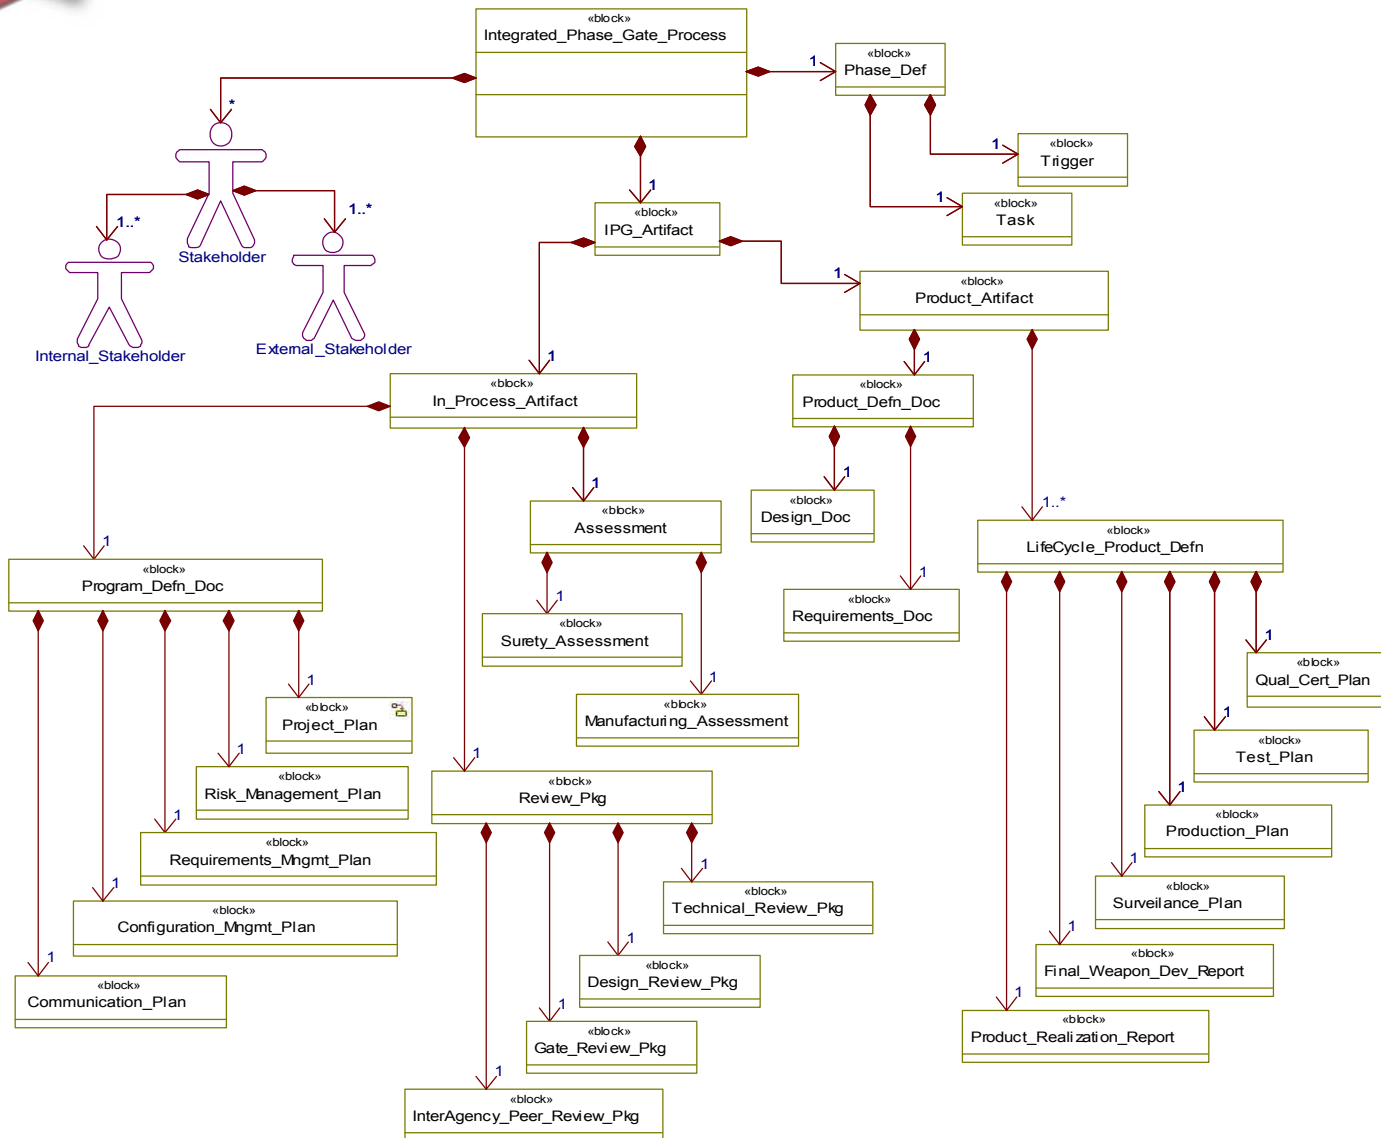 «block»
Integrated_Phase_Gate_Process
«block»
Phase_Def
1
*
«block»
Trigger
1
«block»
Task
1
1
«block»
IPG_Artifact
1..*
1..*
Stakeholder
Internal_Stakeholder
External_Stakeholder
1
«block»
Product_Artifact
1
«block»
In_Process_Artifact
1
«block»
Product_Defn_Doc
1
«block»
Design_Doc
1
«block»
Requirements_Doc
1..*
«block»
LifeCycle_Product_Defn
1
«block»
Assessment
1
«block»
Surety_Assessment
1
«block»
Manufacturing_Assessment
1
«block»
Program_Defn_Doc
1
«block»
Project_Plan
1
«block»
Risk_Management_Plan
1
«block»
Requirements_Mngmt_Plan
1
«block»
Configuration_Mngmt_Plan
1
«block»
Communication_Plan
1
«block»
Review_Pkg
1
«block»
Technical_Review_Pkg
1
«block»
Design_Review_Pkg
1
«block»
Gate_Review_Pkg
1
«block»
InterAgency_Peer_Review_Pkg
1
«block»
Qual_Cert_Plan
1
«block»
Test_Plan
1
«block»
Production_Plan
1
«block»
Surveilance_Plan
1
«block»
Final_Weapon_Dev_Report
1
«block»
Product_Realization_Report